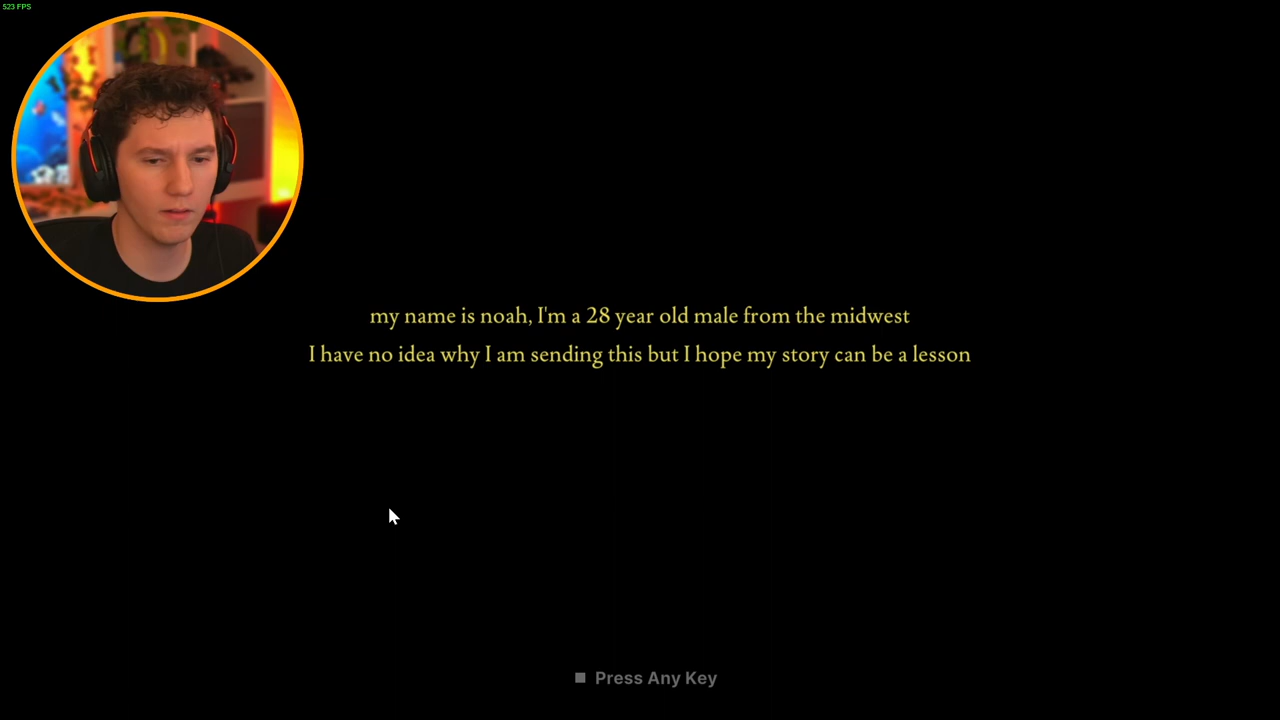 523 FPS
my name is noah, I'm a 28 year old male from the midwest
I have no idea why I am sending this but I hope my story can be a lesson
Press Any Key